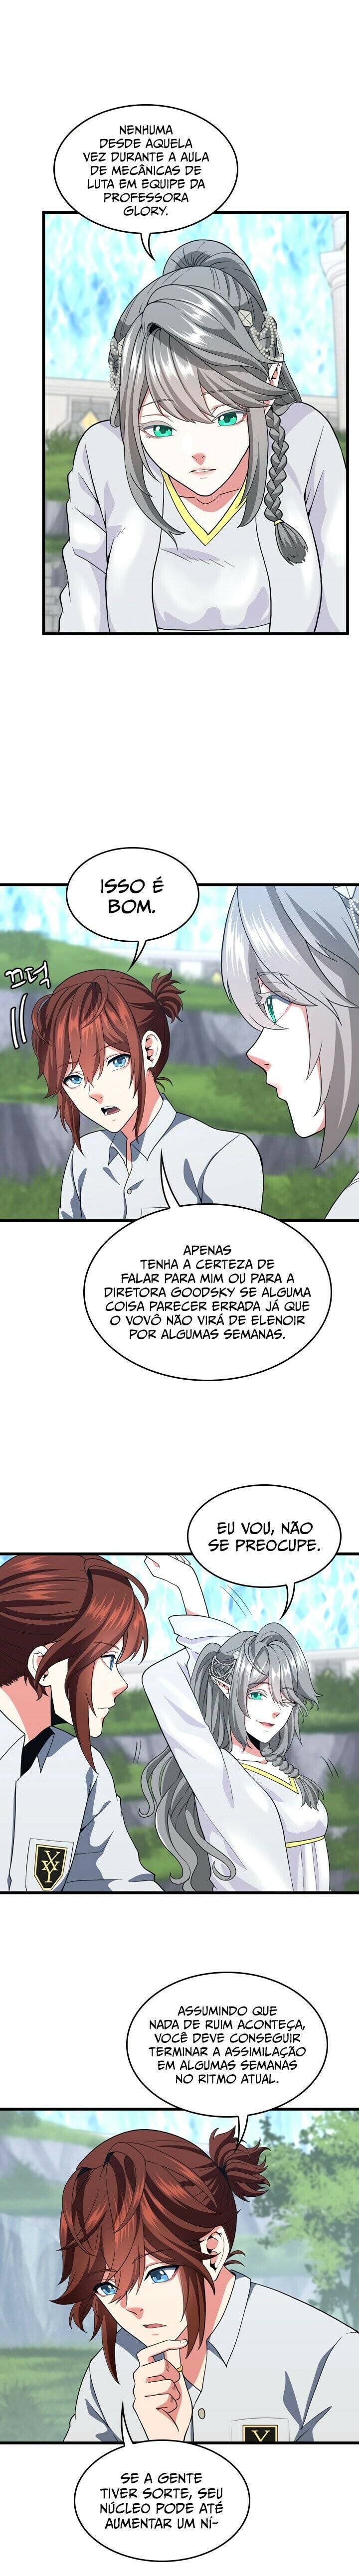 NENHUMA
DESDE AQUELA
VEZ DURANTE A AULA
DE MECÂNICAS DE
LUTA EM EQUIPE DA
PROFESSORA
GLORY.
ISSO É
BOM.
끄덕
APENAS
TENHA A CERTEZA DE
FALAR PARA MIM OU PARA A
DIRETORA GOODSKY SE ALGUMA
COISA PARECER ERRADA JÁ QUE
O VOVÔ NÃO VIRÁ DE ELENOIR
POR ALGUMAS SEMANAS.
EU VOU, NÃO
SE PREOCUPE.
ASSUMINDO QUE
NADA DE RUIM ACONTEÇA,
VOCÊ DEVE CONSEGUIR
TERMINAR A ASSIMILAÇÃO
EM ALGUMAS SEMANAS
NO RITMO ATUAL.
SE A GENTE
TIVER SORTE, SEU
NÚCLEO PODE ATÉ
AUMENTAR UM NÍ-